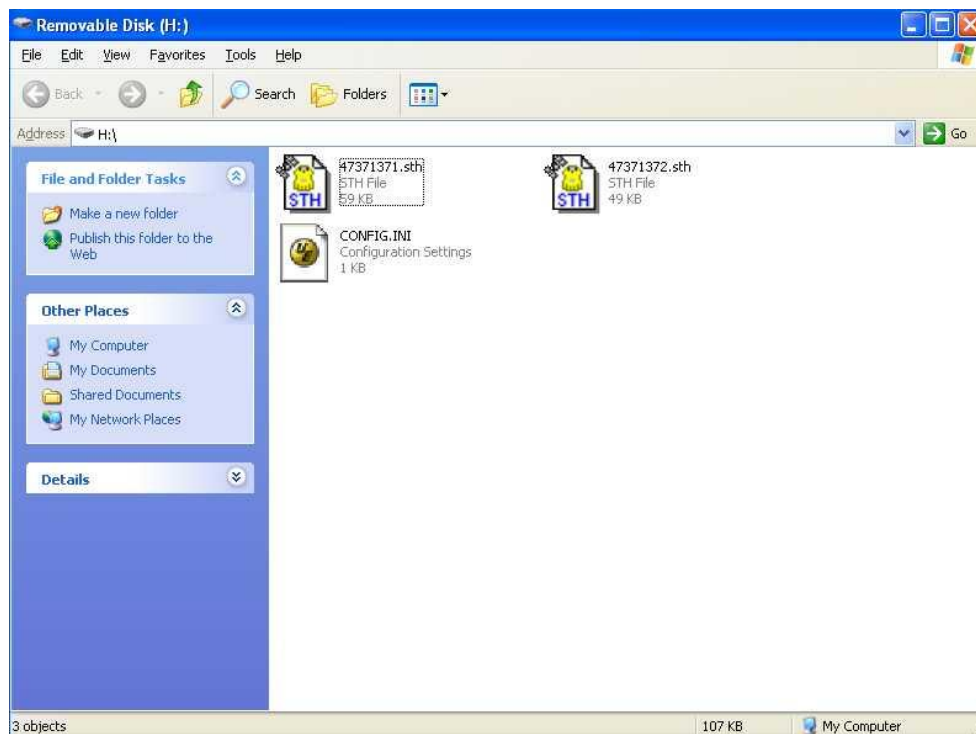 Removable Disk (H:)
File Edit View Favorites Tools Help
Back Search Folders
Address H:\ Go
File and Folder Tasks
Make a new folder
Publish this folder to the
Web
Other Places
My Computer
My Documents
Shared Documents
My Network Places
Details
47371371.sth
STH File
59 KB
STH
47371372.sth
STH File
49 KB
STH
CONFIG.INI
Configuration Settings
1 KB
3 objects 107 KB My Computer